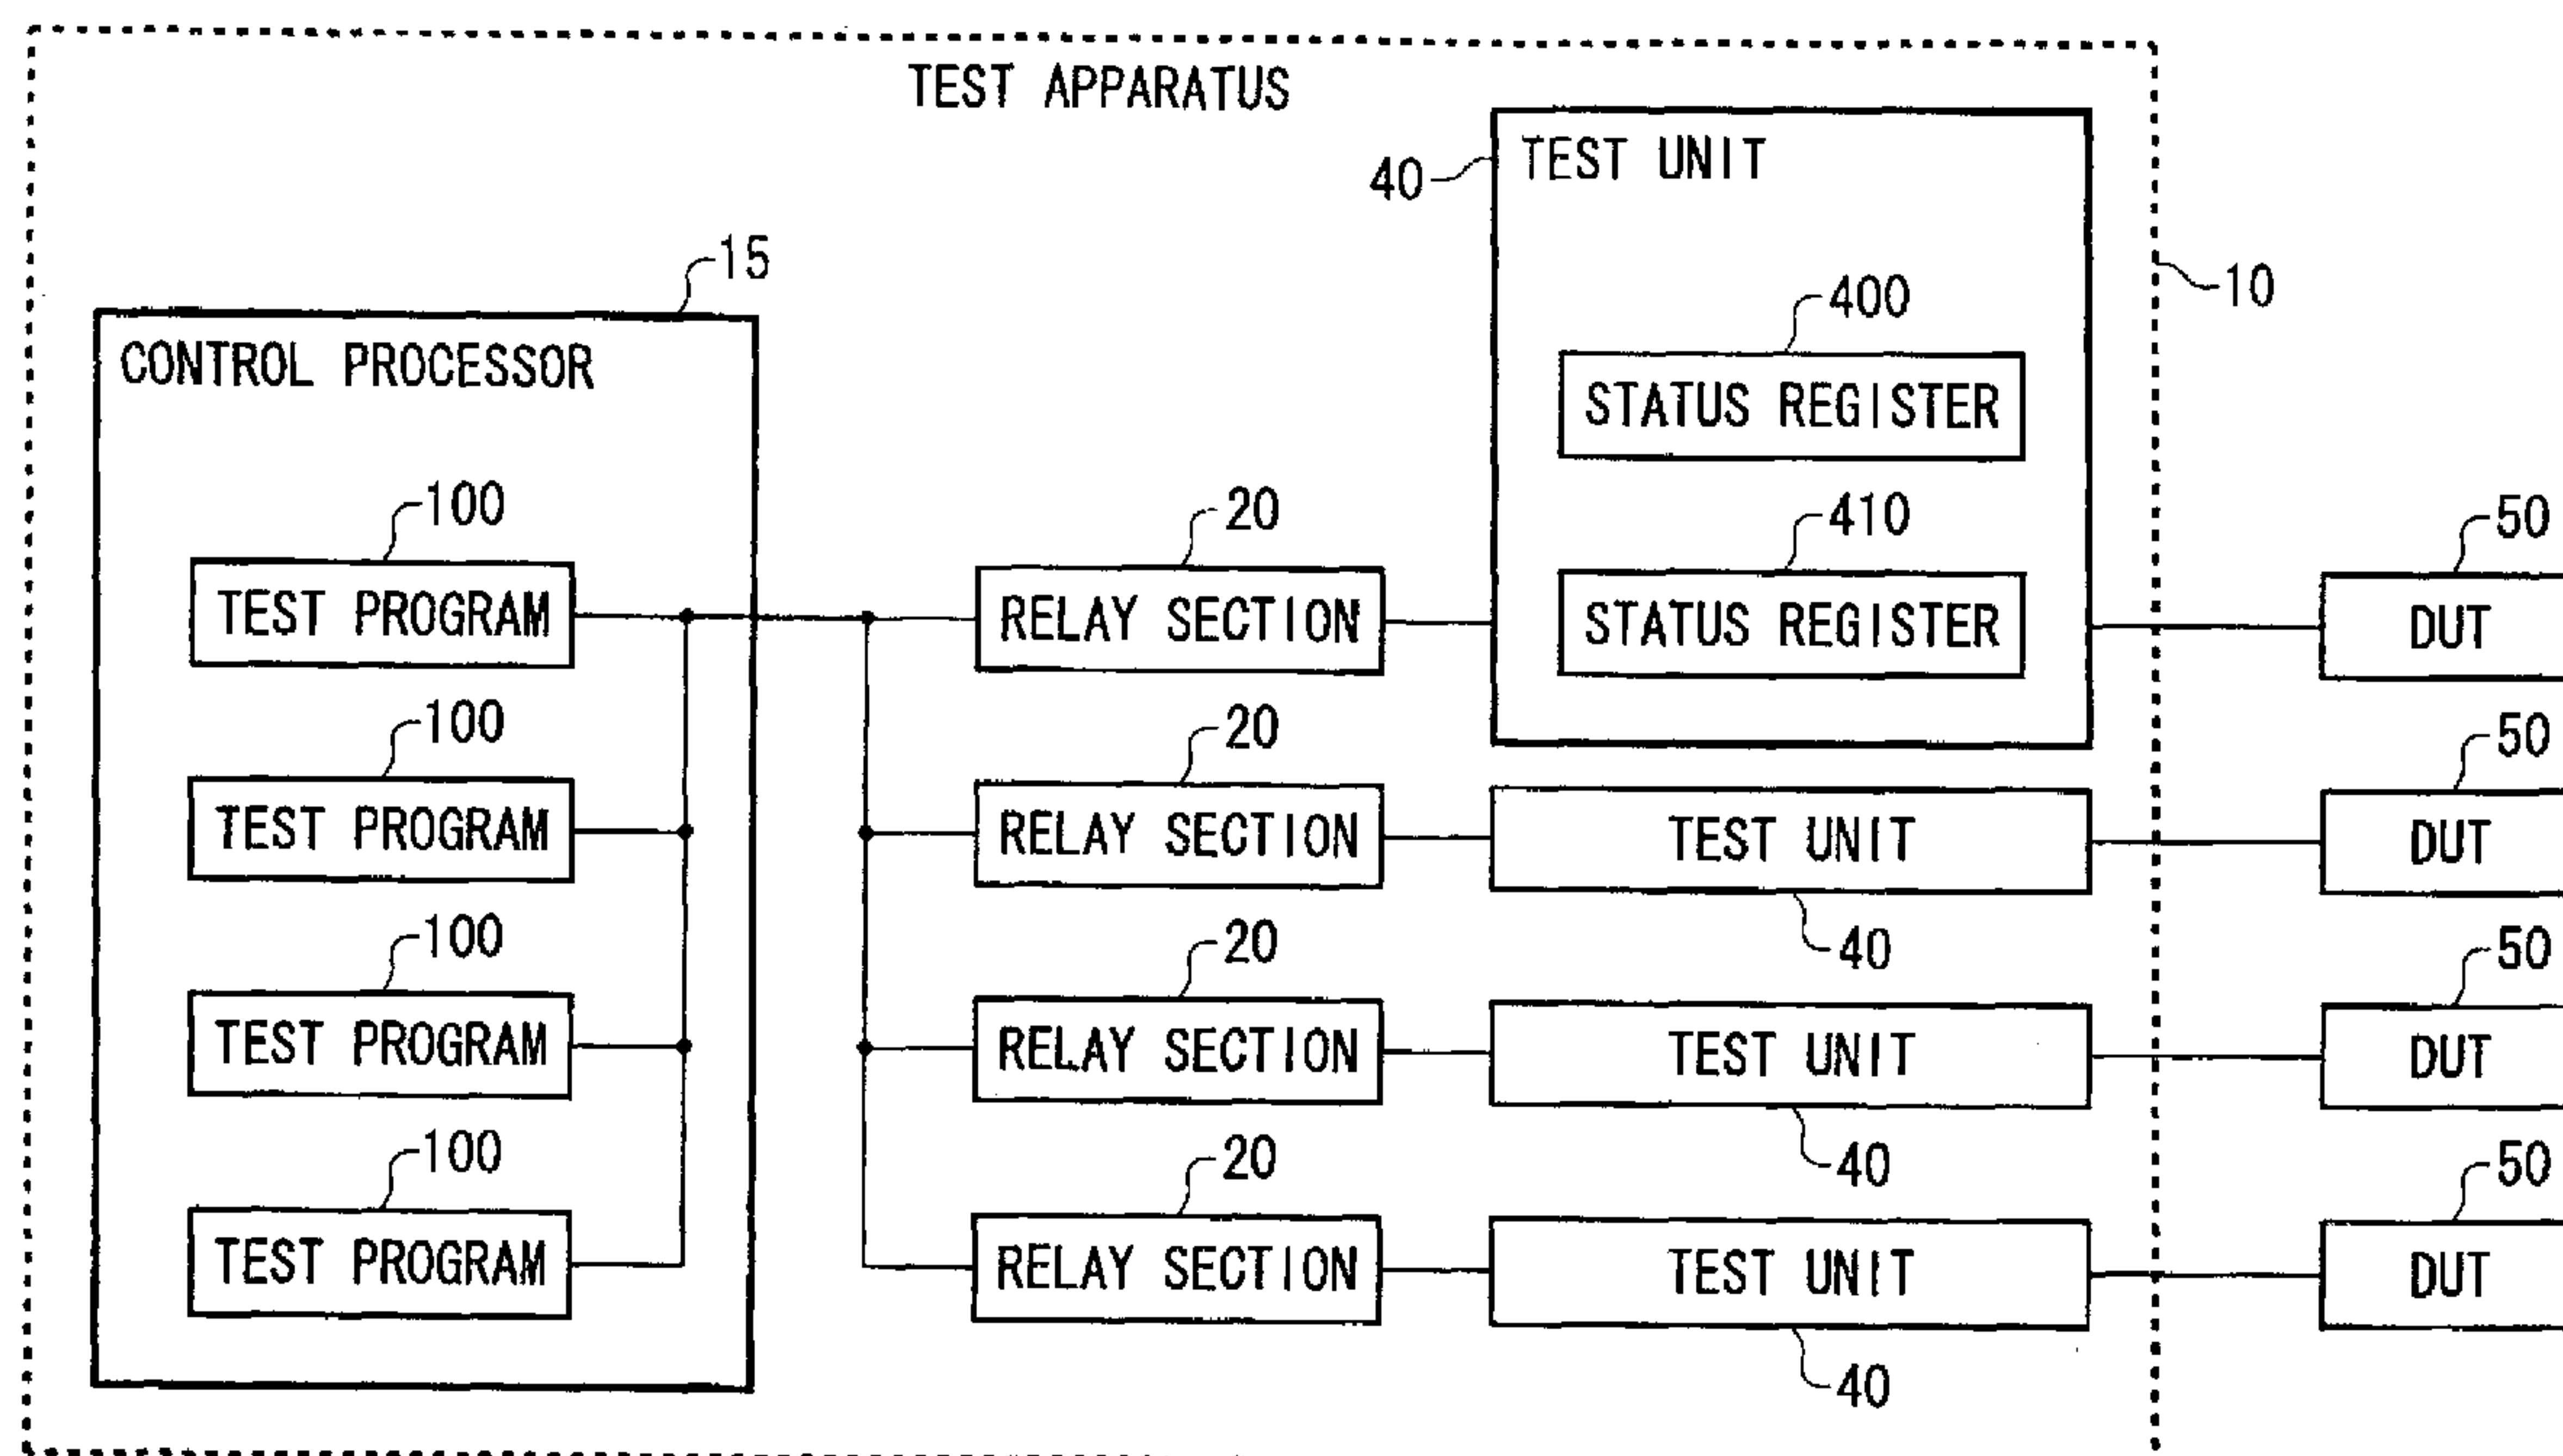 TEST APPARATUS
40
TEST UNIT
15
10
400
CONTROL PROCESSOR
STATUS REGISTER
100
20
410
50
TEST PROGRAM
RELAY SECTION
STATUS REGISTER
DUT
100
20
50
TEST PROGRAM
RELAY SECTION
TEST UNIT
DUT
100
20
40
50
TEST PROGRAM
RELAY SECTION
TEST UNIT
DUT
100
20
40
50
TEST PROGRAM
RELAY SECTION
TEST UNIT
DUT
40